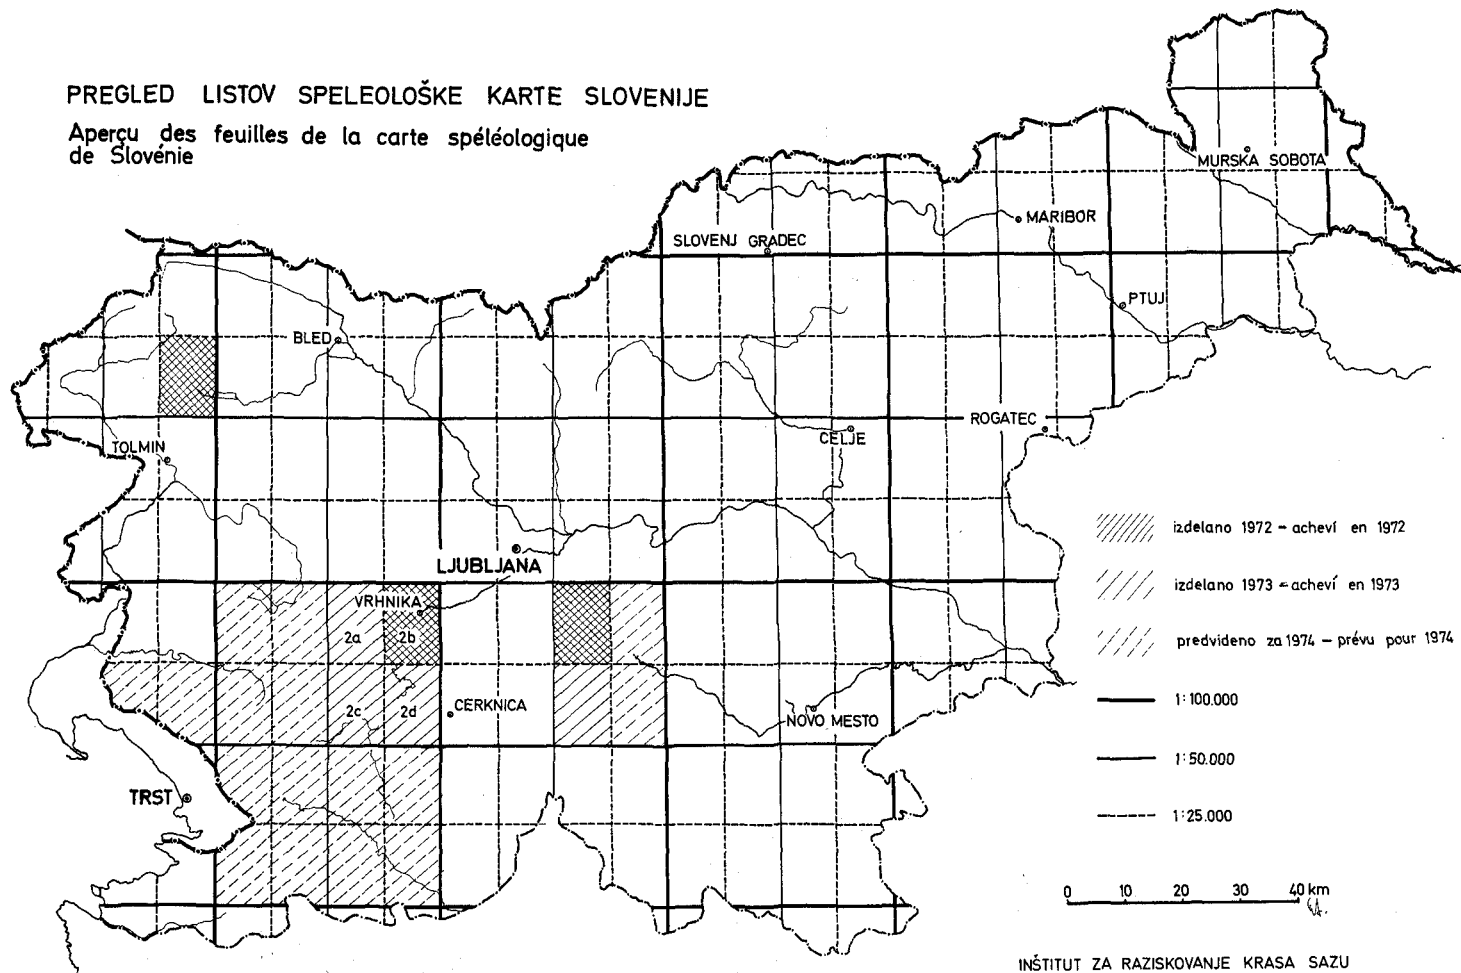 PREGLED LISTOV SPELEOLOŠKE KARTE SLOVENIJE
Aperçu des feuilles de la carte spéléologique
de Slovénie
MURSKA SOBOTA
MARIBOR
SLOVENJ GRADEC
PTUJ
BLED
ROGATEC
CELJE
TOLMIN
LJUBLJANA
VRHNIKA
2a
2b
2c
2d
CERKNICA
NOVO MESTO
TRST
izdelano 1972 – acheví en 1972
izdelano 1973 – acheví en 1973
predvideno za 1974 – prévu pour 1974
1:100.000
1:50.000
1:25.000
0 10 20 30 40 km
INŠTITUT ZA RAZISKOVANJE KRASA SAZU